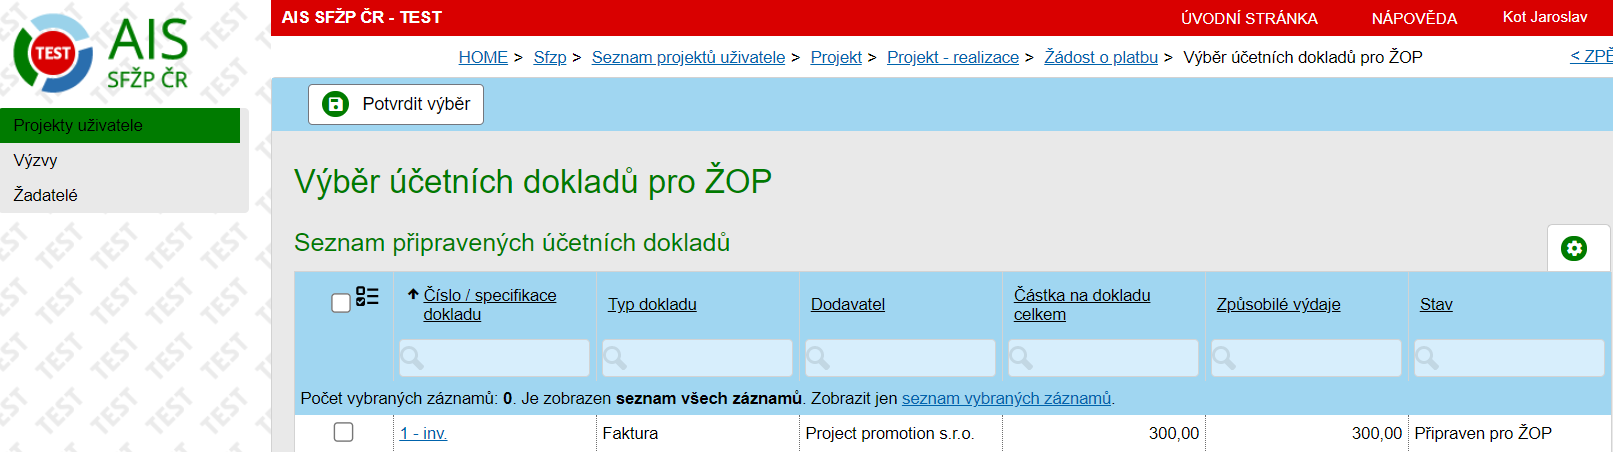 AIS SFŽP ČR - TEST
ÚVODNÍ STRÁNKA
NÁPOVĚDA
Kot Jaroslav
TEST
AIS
SFŽP ČR
HOME > Sfzp > Seznam projektů uživatele > Projekt > Projekt - realizace > Žádost o platbu > Výběr účetních dokladů pro ŽOP
< ZPĚ
Projekty uživatele
Výzvy
Žadatelé
Potvrdit výběr
Výběr účetních dokladů pro ŽOP
Seznam připravených účetních dokladů
Číslo / specifikace
dokladu
Typ dokladu
Dodavatel
Částka na dokladu
celkem
Způsobilé výdaje
Stav
Počet vybraných záznamů: 0. Je zobrazen seznam všech záznamů. Zobrazit jen seznam vybraných záznamů.
1 - inv. Faktura Project promotion s.r.o. 300,00 300,00 Připraven pro ŽOP